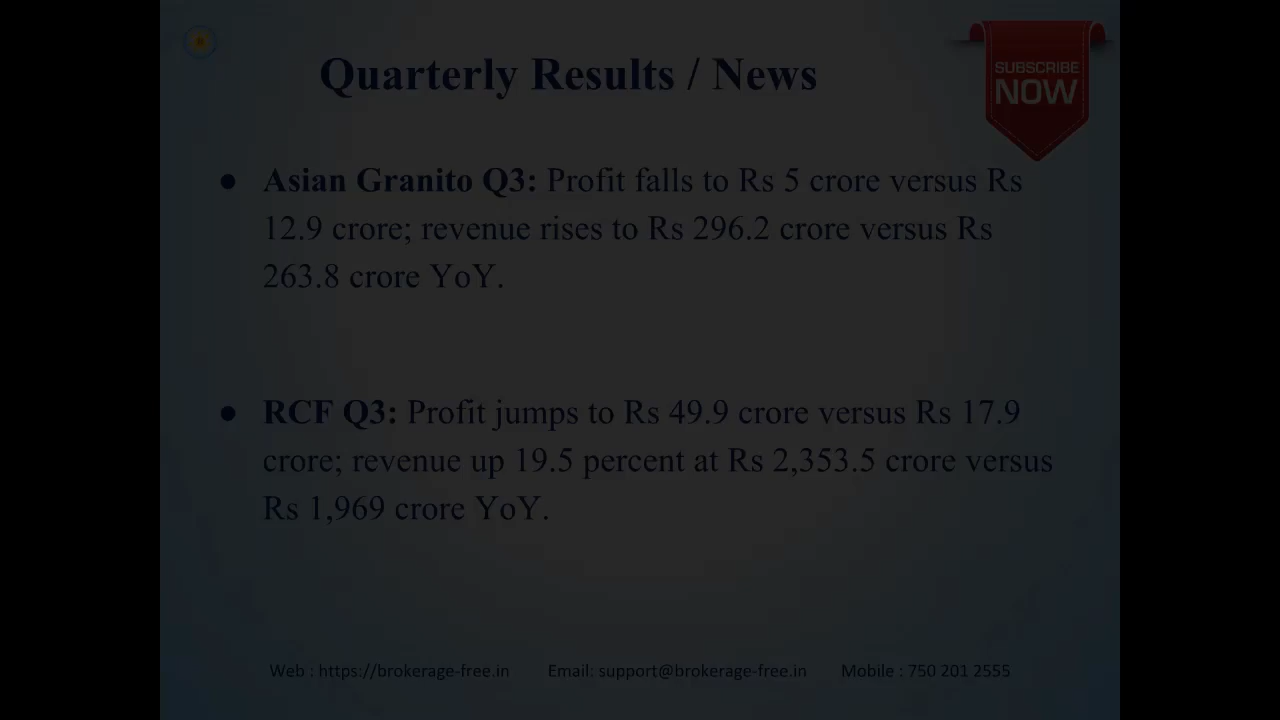 Quarterly Results / News
SUBSCRIBE
NOW
● Asian Granito Q3: Profit falls to Rs 5 crore versus Rs
12.9 crore; revenue rises to Rs 296.2 crore versus Rs
263.8 crore YoY.
● RCF Q3: Profit jumps to Rs 49.9 crore versus Rs 17.9
crore; revenue up 19.5 percent at Rs 2,353.5 crore versus
Rs 1,969 crore YoY.
Web : https://brokerage-free.in Email: support@brokerage-free.in Mobile : 750 201 2555